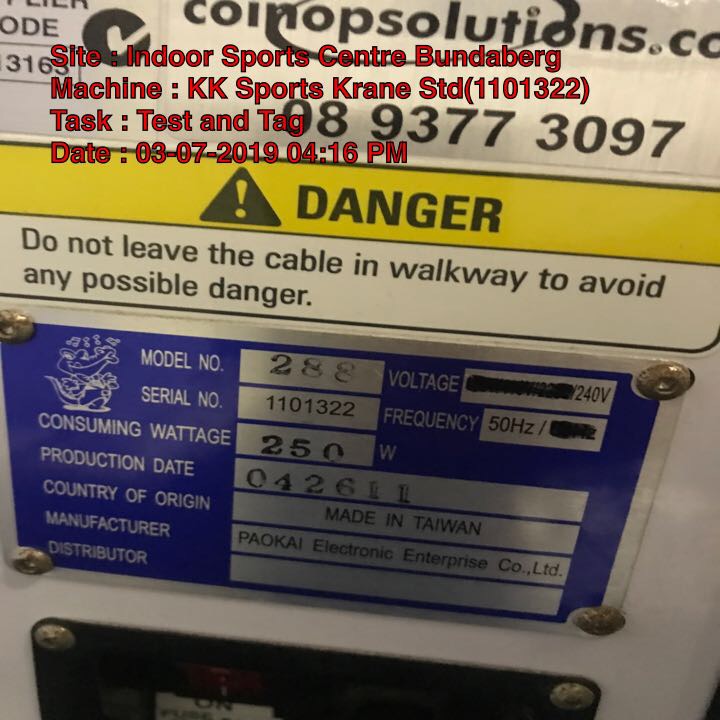 coinopsolutions.co
ODE
3163
Site : Indoor Sports Centre Bundaberg
Machine : KK Sports Krane Std(1101322)
Task : Test and Tag
08 9377 3097
Date : 03-07-2019 04:16 PM
DANGER
Do not leave the cable in walkway to avoid
any possible danger.
MODEL NO. 288 VOLTAGE /240V
SERIAL NO. 1101322 FREQUENCY 50Hz /
CONSUMING WATTAGE 250 W
PRODUCTION DATE 042611
COUNTRY OF ORIGIN MADE IN TAIWAN
MANUFACTURER PAOKAI Electronic Enterprise Co.,Ltd.
DISTRIBUTOR
ON